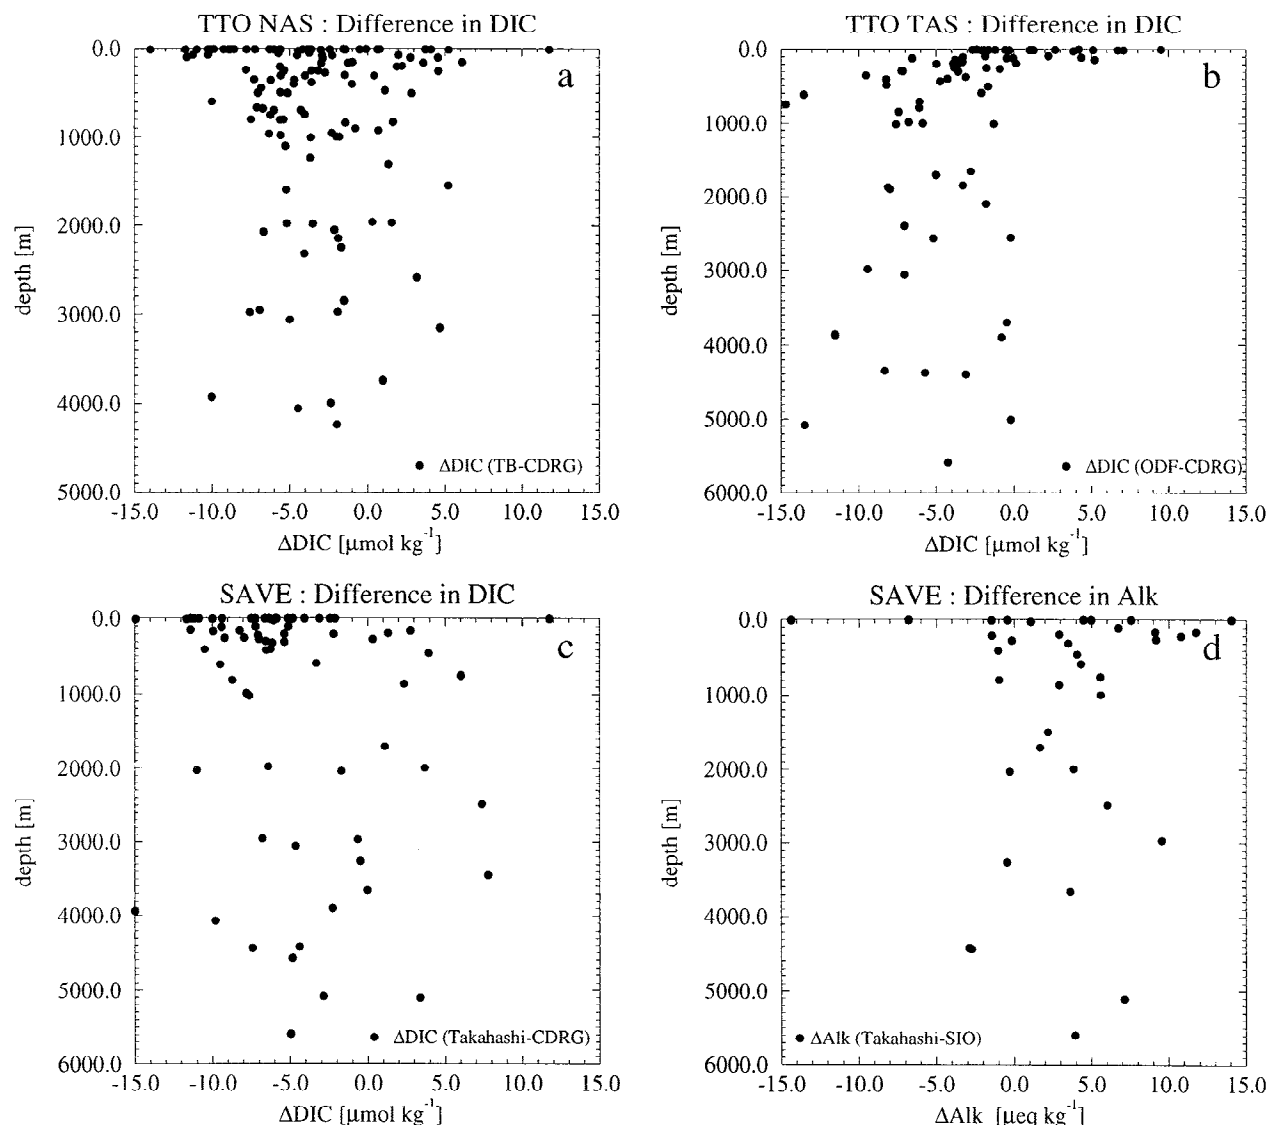 TTO NAS : Difference in DIC
a
0.0
1000.0
2000.0
3000.0
4000.0
5000.0
depth [m]
ΔDIC (TB-CDRG)
-15.0 -10.0 -5.0 0.0 5.0 10.0 15.0
ΔDIC [μmol kg⁻¹]
TTO TAS : Difference in DIC
b
0.0
1000.0
2000.0
3000.0
4000.0
5000.0
6000.0
depth [m]
ΔDIC (ODF-CDRG)
-15.0 -10.0 -5.0 0.0 5.0 10.0 15.0
ΔDIC [μmol kg⁻¹]
SAVE : Difference in DIC
c
0.0
1000.0
2000.0
3000.0
4000.0
5000.0
6000.0
depth [m]
ΔDIC (Takahashi-CDRG)
-15.0 -10.0 -5.0 0.0 5.0 10.0 15.0
ΔDIC [μmol kg⁻¹]
SAVE : Difference in Alk
d
0.0
1000.0
2000.0
3000.0
4000.0
5000.0
6000.0
depth [m]
ΔAlk (Takahashi-SIO)
-15.0 -10.0 -5.0 0.0 5.0 10.0 15.0
ΔAlk [μeq kg⁻¹]